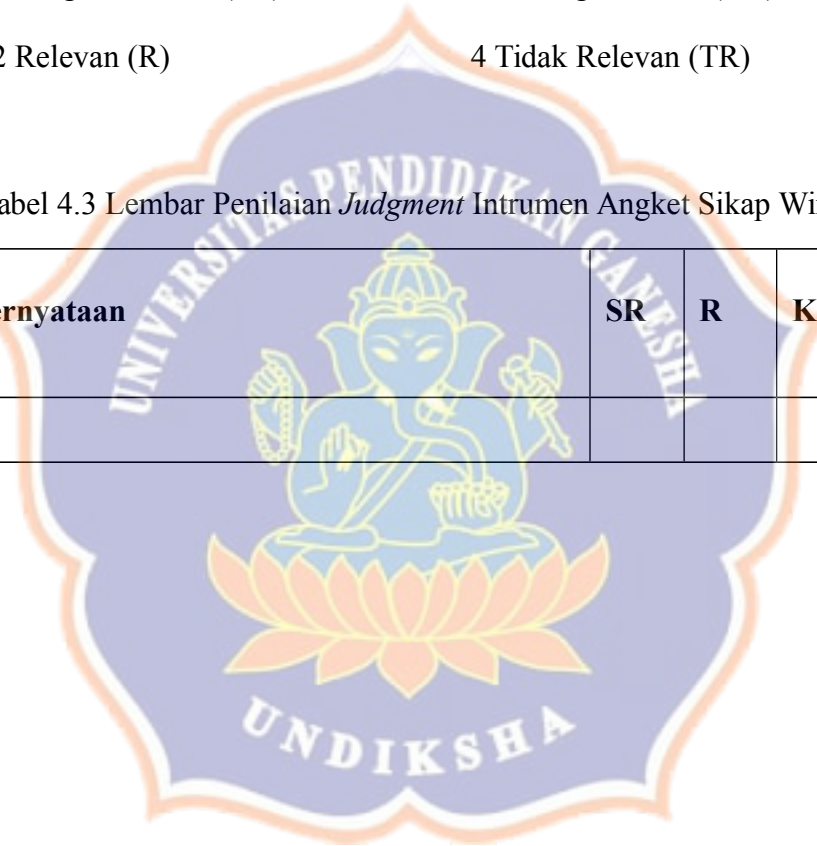 2 Relevan (R) 4 Tidak Relevan (TR)
UNIVERSITAS PENDIDIKAN GANESHA
abel 4.3 Lembar Penilaian Judgment Intrumen Angket Sikap Wi
ernyataan SR R K
UNDIKSHA